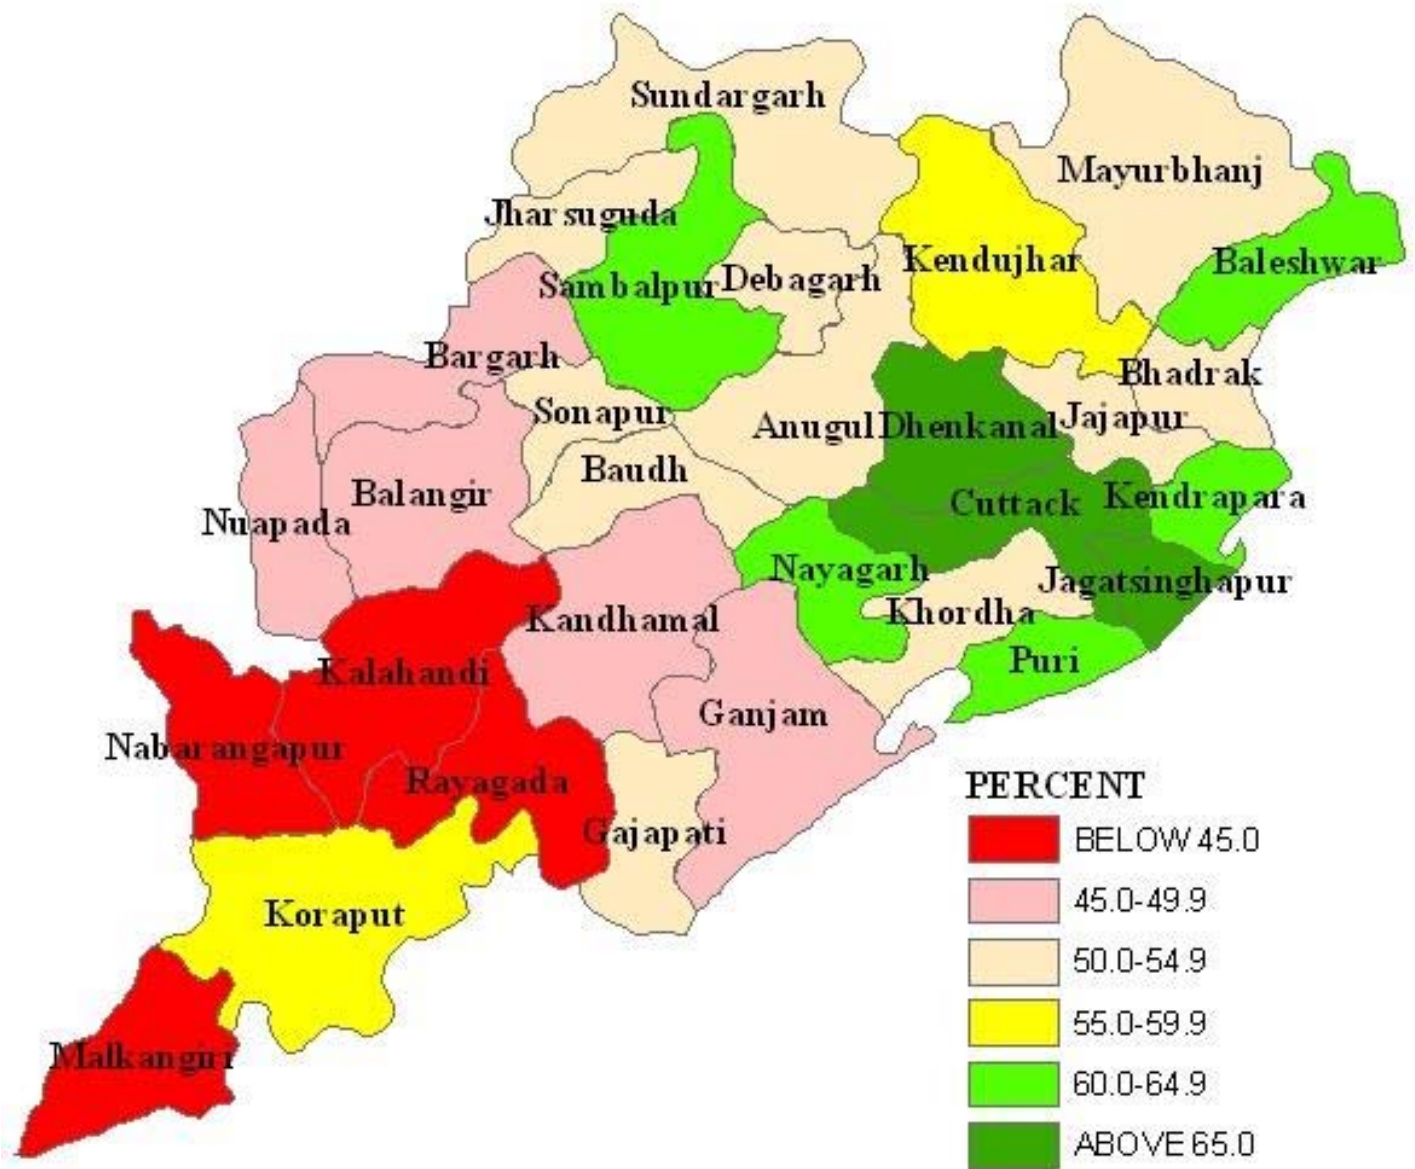 Sundargarh
Mayurbhanj
Jharsuguda
Kendujhar
Baleshwar
Sambalpur
Debagarh
Bargarh
Bhadrak
Sonapur
Anugul
Dhenkanal
Jajapur
Baudh
Balangir
Cuttack
Kendrapara
Nuapada
Nayagarh
Jagatsinghapur
Kandhamal
Khordha
Puri
Kalahandi
Ganjam
Nabarangapur
Rayagada
Gajapati
Koraput
Malkangiri
PERCENT
BELOW 45.0
45.0-49.9
50.0-54.9
55.0-59.9
60.0-64.9
ABOVE 65.0